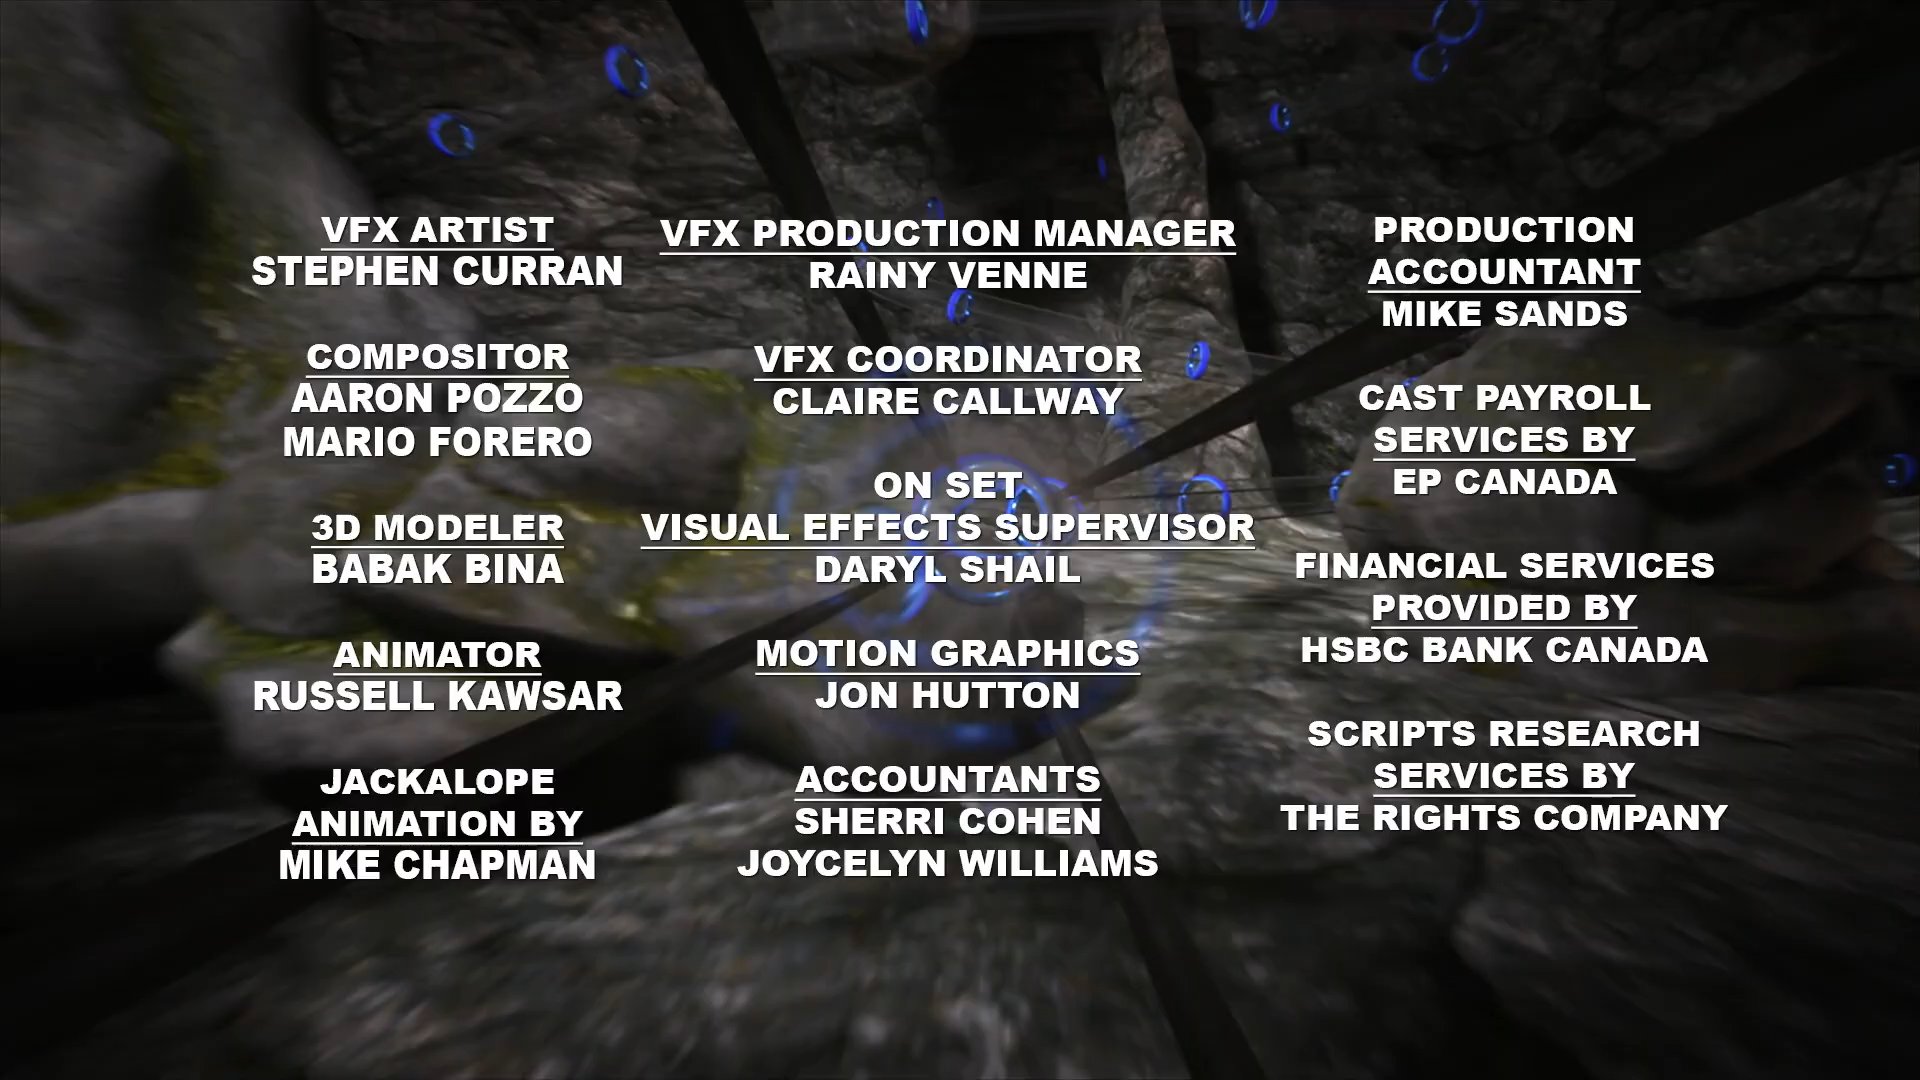 VFX ARTIST
STEPHEN CURRAN
COMPOSITOR
AARON POZZO
MARIO FORERO
3D MODELER
BABAK BINA
ANIMATOR
RUSSELL KAWSAR
JACKALOPE
ANIMATION BY
MIKE CHAPMAN
VFX PRODUCTION MANAGER
RAINY VENNE
VFX COORDINATOR
CLAIRE CALLWAY
ON SET
VISUAL EFFECTS SUPERVISOR
DARYL SHAIL
MOTION GRAPHICS
JON HUTTON
ACCOUNTANTS
SHERRI COHEN
JOYCELYN WILLIAMS
PRODUCTION
ACCOUNTANT
MIKE SANDS
CAST PAYROLL
SERVICES BY
EP CANADA
FINANCIAL SERVICES
PROVIDED BY
HSBC BANK CANADA
SCRIPTS RESEARCH
SERVICES BY
THE RIGHTS COMPANY